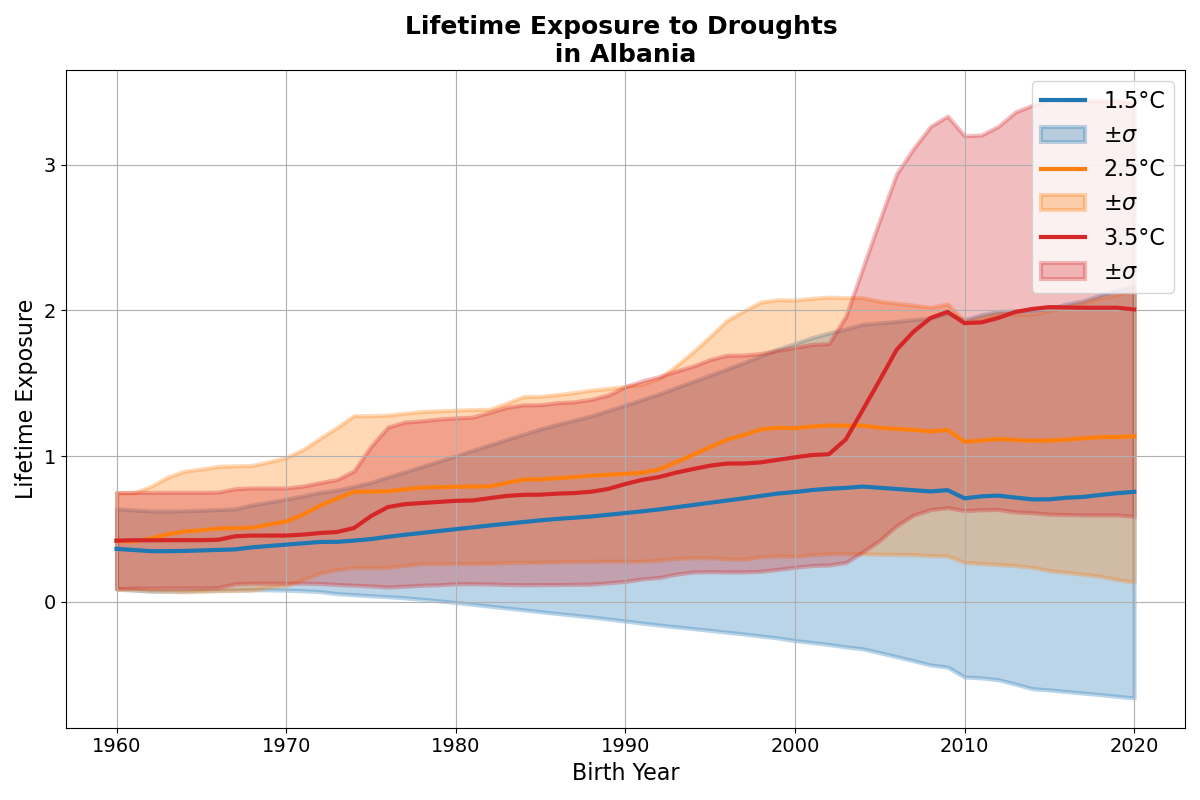 Lifetime Exposure to Droughts
in Albania
1.5°C
±σ
2.5°C
±σ
3.5°C
±σ
Lifetime Exposure
3
2
1
0
1960 1970 1980 1990 2000 2010 2020
Birth Year